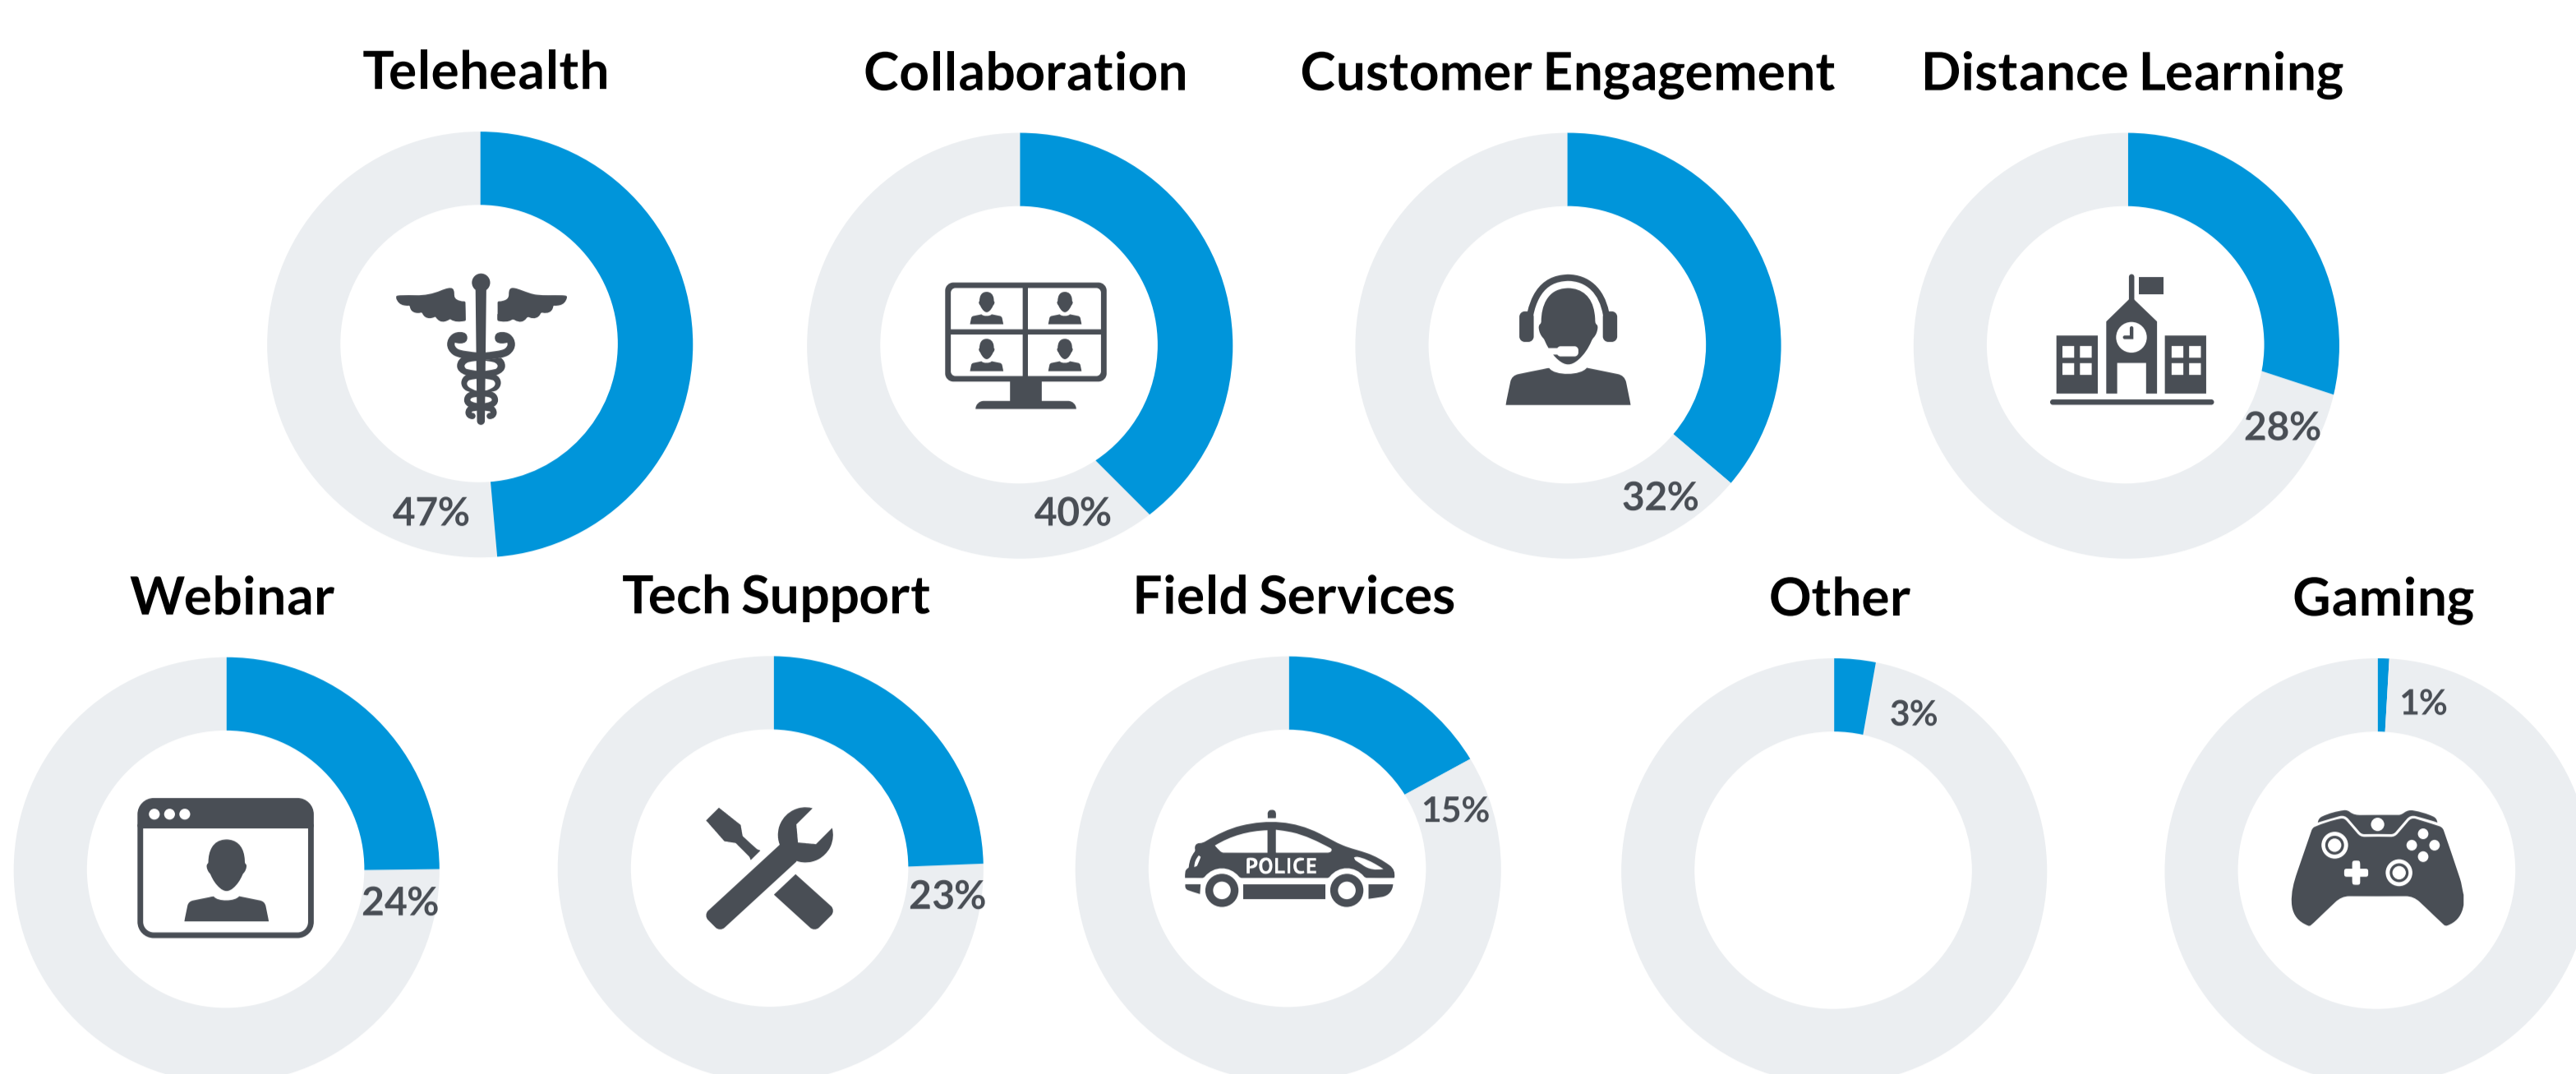 Telehealth
Collaboration
Customer Engagement
Distance Learning
47%
40%
32%
28%
Webinar
Tech Support
Field Services
Other
Gaming
24%
23%
POLICE
15%
3%
1%